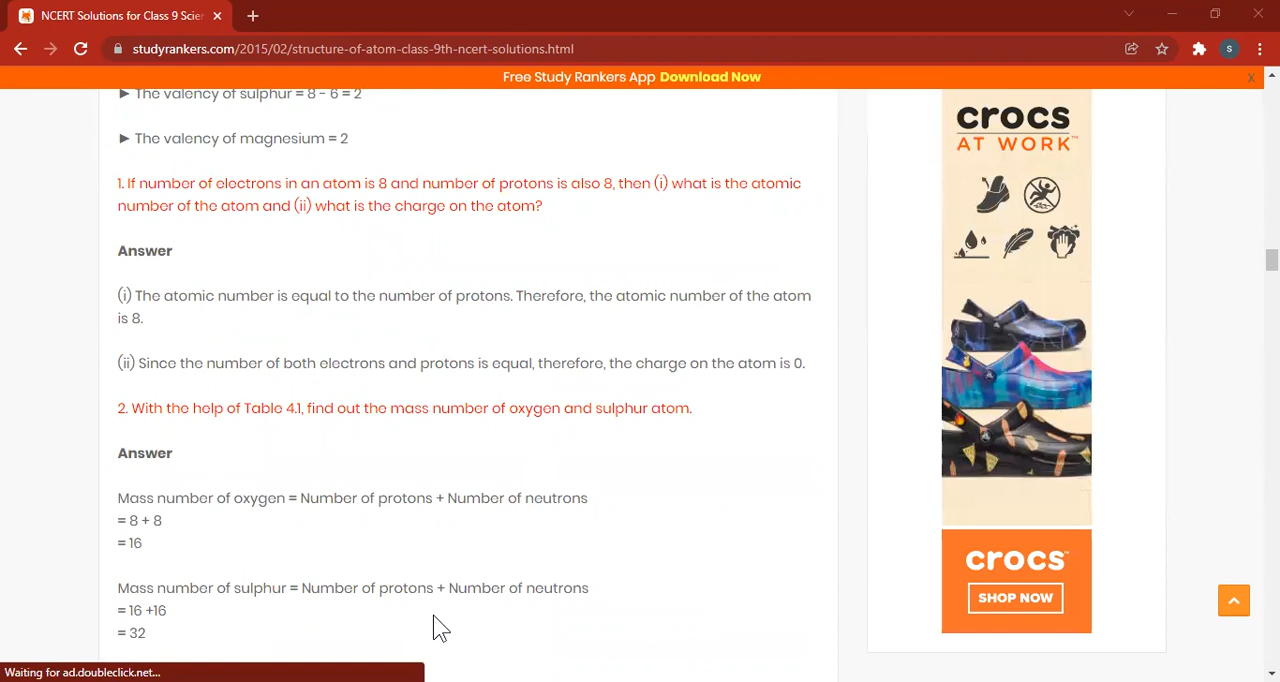 NCERT Solutions for Class 9 Scie
studyrankers.com/2015/02/structure-of-atom-class-9th-ncert-solutions.html
S
Free Study Rankers App Download Now
X
► The valency of sulphur = 8 - 6 = 2
► The valency of magnesium = 2
1. If number of electrons in an atom is 8 and number of protons is also 8, then (i) what is the atomic
number of the atom and (ii) what is the charge on the atom?
Answer
(i) The atomic number is equal to the number of protons. Therefore, the atomic number of the atom
is 8.
(ii) Since the number of both electrons and protons is equal, therefore, the charge on the atom is 0.
2. With the help of Table 4.1, find out the mass number of oxygen and sulphur atom.
Answer
Mass number of oxygen = Number of protons + Number of neutrons
= 8 + 8
= 16
Mass number of sulphur = Number of protons + Number of neutrons
= 16 +16
= 32
crocs
AT WORK™
crocs™
SHOP NOW
Waiting for ad.doubleclick.net...